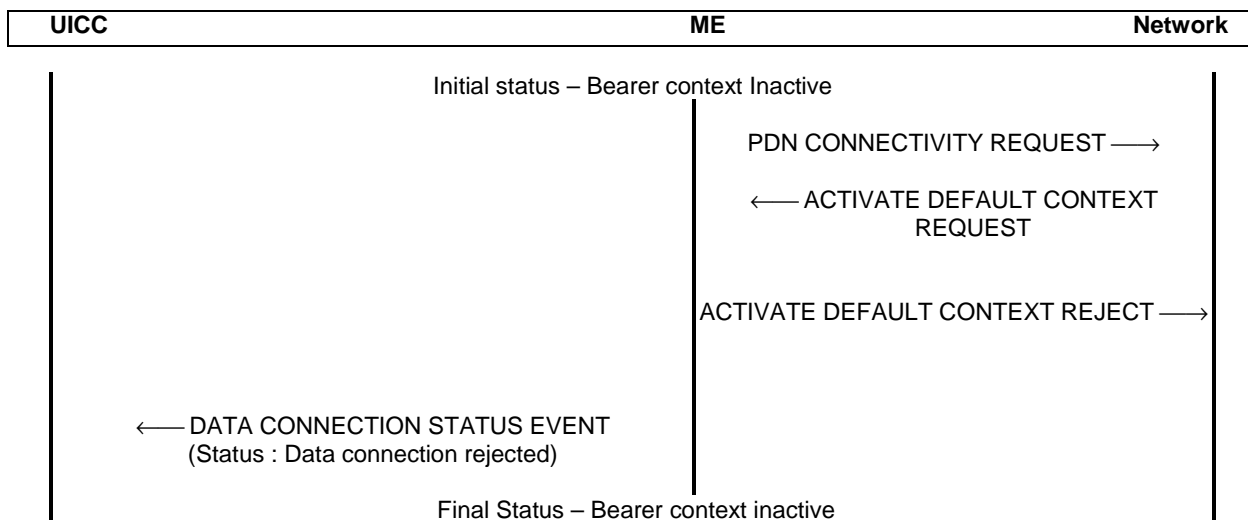 UICC ME Network
Initial status – Bearer context Inactive
PDN CONNECTIVITY REQUEST ⟶
⟵ ACTIVATE DEFAULT CONTEXT
REQUEST
ACTIVATE DEFAULT CONTEXT REJECT ⟶
⟵ DATA CONNECTION STATUS EVENT
(Status : Data connection rejected)
Final Status – Bearer context inactive